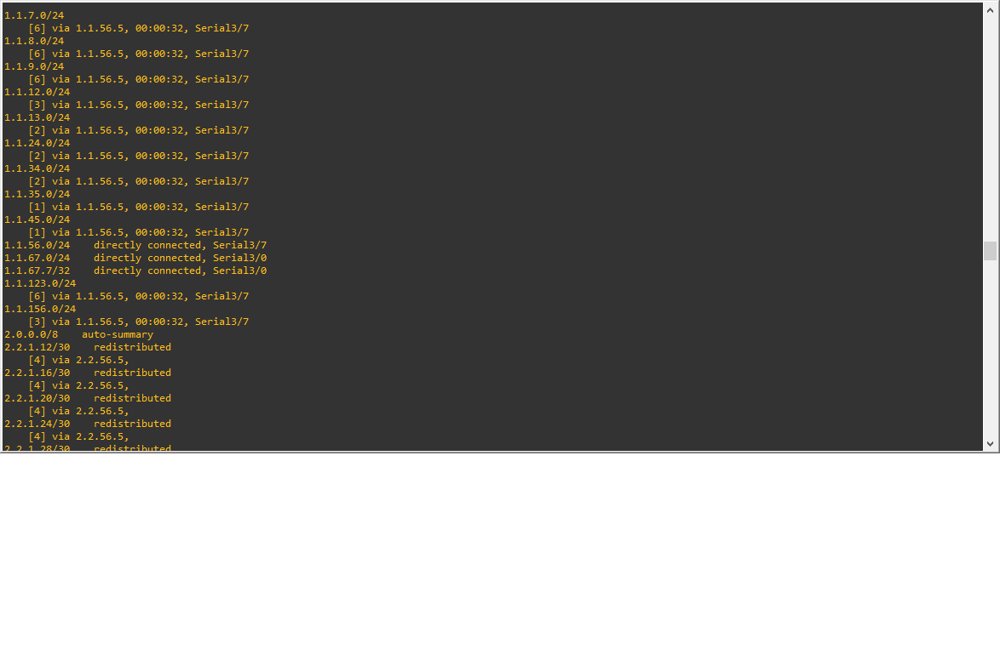 1.1.7.0/24
    [6] via 1.1.56.5, 00:00:32, Serial3/7
1.1.8.0/24
    [6] via 1.1.56.5, 00:00:32, Serial3/7
1.1.9.0/24
    [6] via 1.1.56.5, 00:00:32, Serial3/7
1.1.12.0/24
    [3] via 1.1.56.5, 00:00:32, Serial3/7
1.1.13.0/24
    [2] via 1.1.56.5, 00:00:32, Serial3/7
1.1.24.0/24
    [2] via 1.1.56.5, 00:00:32, Serial3/7
1.1.34.0/24
    [2] via 1.1.56.5, 00:00:32, Serial3/7
1.1.35.0/24
    [1] via 1.1.56.5, 00:00:32, Serial3/7
1.1.45.0/24
    [1] via 1.1.56.5, 00:00:32, Serial3/7
1.1.56.0/24    directly connected, Serial3/7
1.1.67.0/24    directly connected, Serial3/0
1.1.67.7/32    directly connected, Serial3/0
1.1.123.0/24
    [6] via 1.1.56.5, 00:00:32, Serial3/7
1.1.156.0/24
    [3] via 1.1.56.5, 00:00:32, Serial3/7
2.0.0.0/8    auto-summary
2.2.1.12/30    redistributed
    [4] via 2.2.56.5,
2.2.1.16/30    redistributed
    [4] via 2.2.56.5,
2.2.1.20/30    redistributed
    [4] via 2.2.56.5,
2.2.1.24/30    redistributed
    [4] via 2.2.56.5,
2.2.1.28/30    redistributed